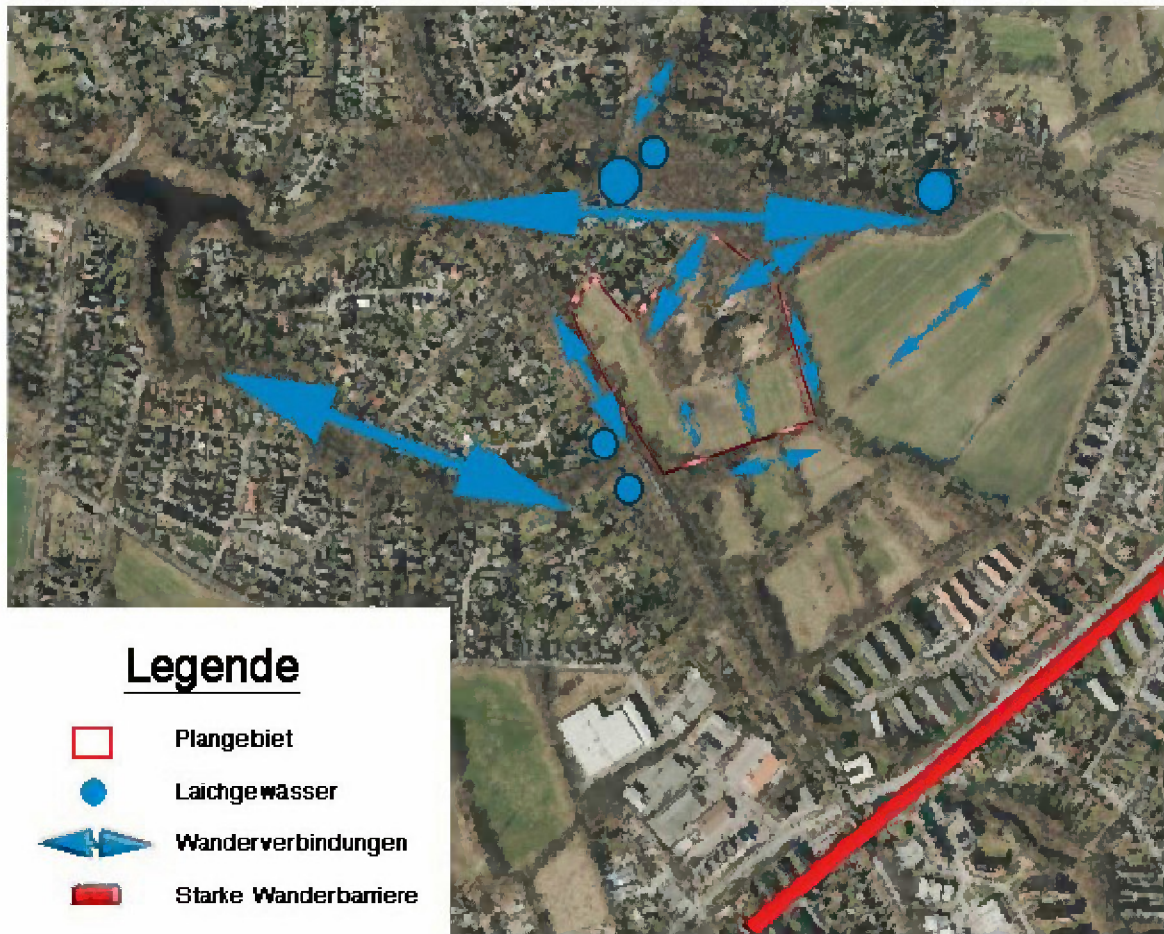 Legende
Plangebiet
Laichgewässer
Wanderverbindungen
Starke Wanderbarriere